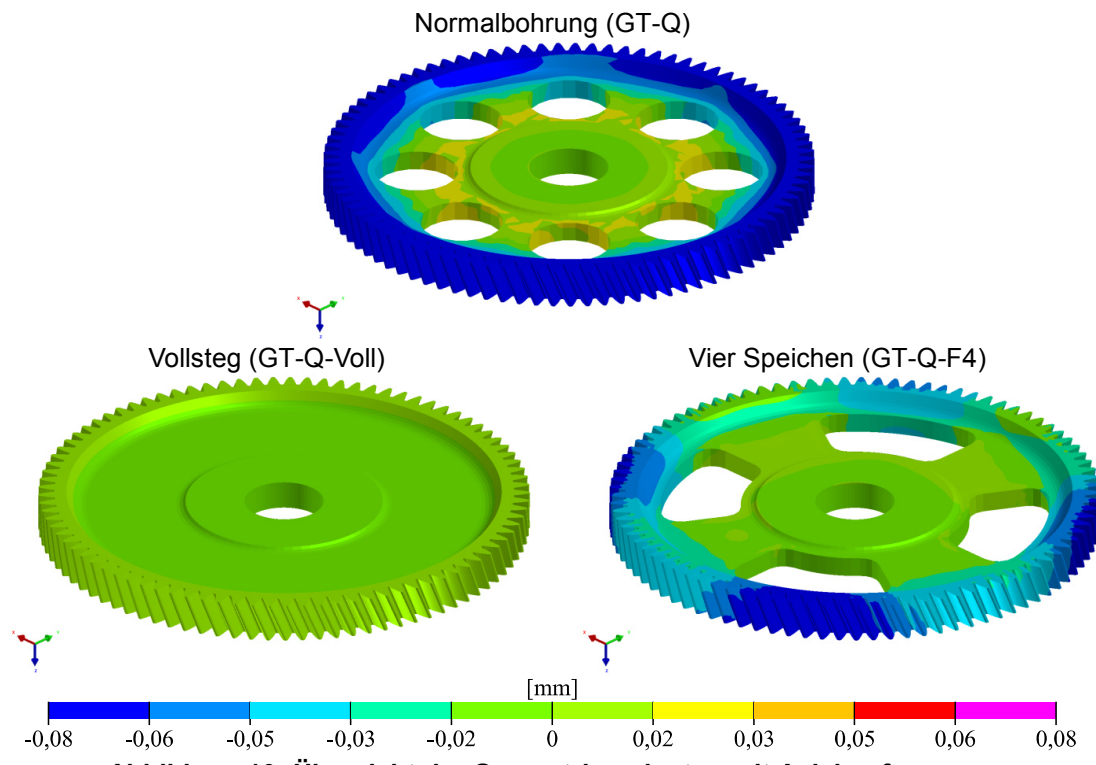 Normalbohrung (GT-Q)
Vollsteg (GT-Q-Voll)
Vier Speichen (GT-Q-F4)
[mm]
-0,08 -0,06 -0,05 -0,03 -0,02 0 0,02 0,03 0,05 0,06 0,08